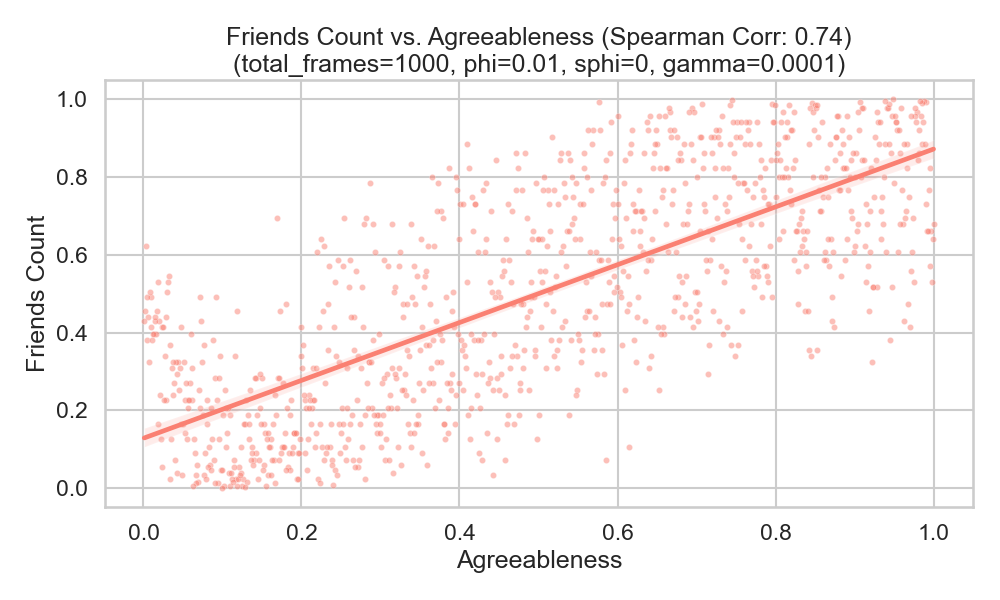 Friends Count vs. Agreeableness (Spearman Corr: 0.74)
(total_frames=1000, phi=0.01, sphi=0, gamma=0.0001)
1.0
0.8
0.6
0.4
0.2
0.0
Friends Count
0.0 0.2 0.4 0.6 0.8 1.0
Agreeableness